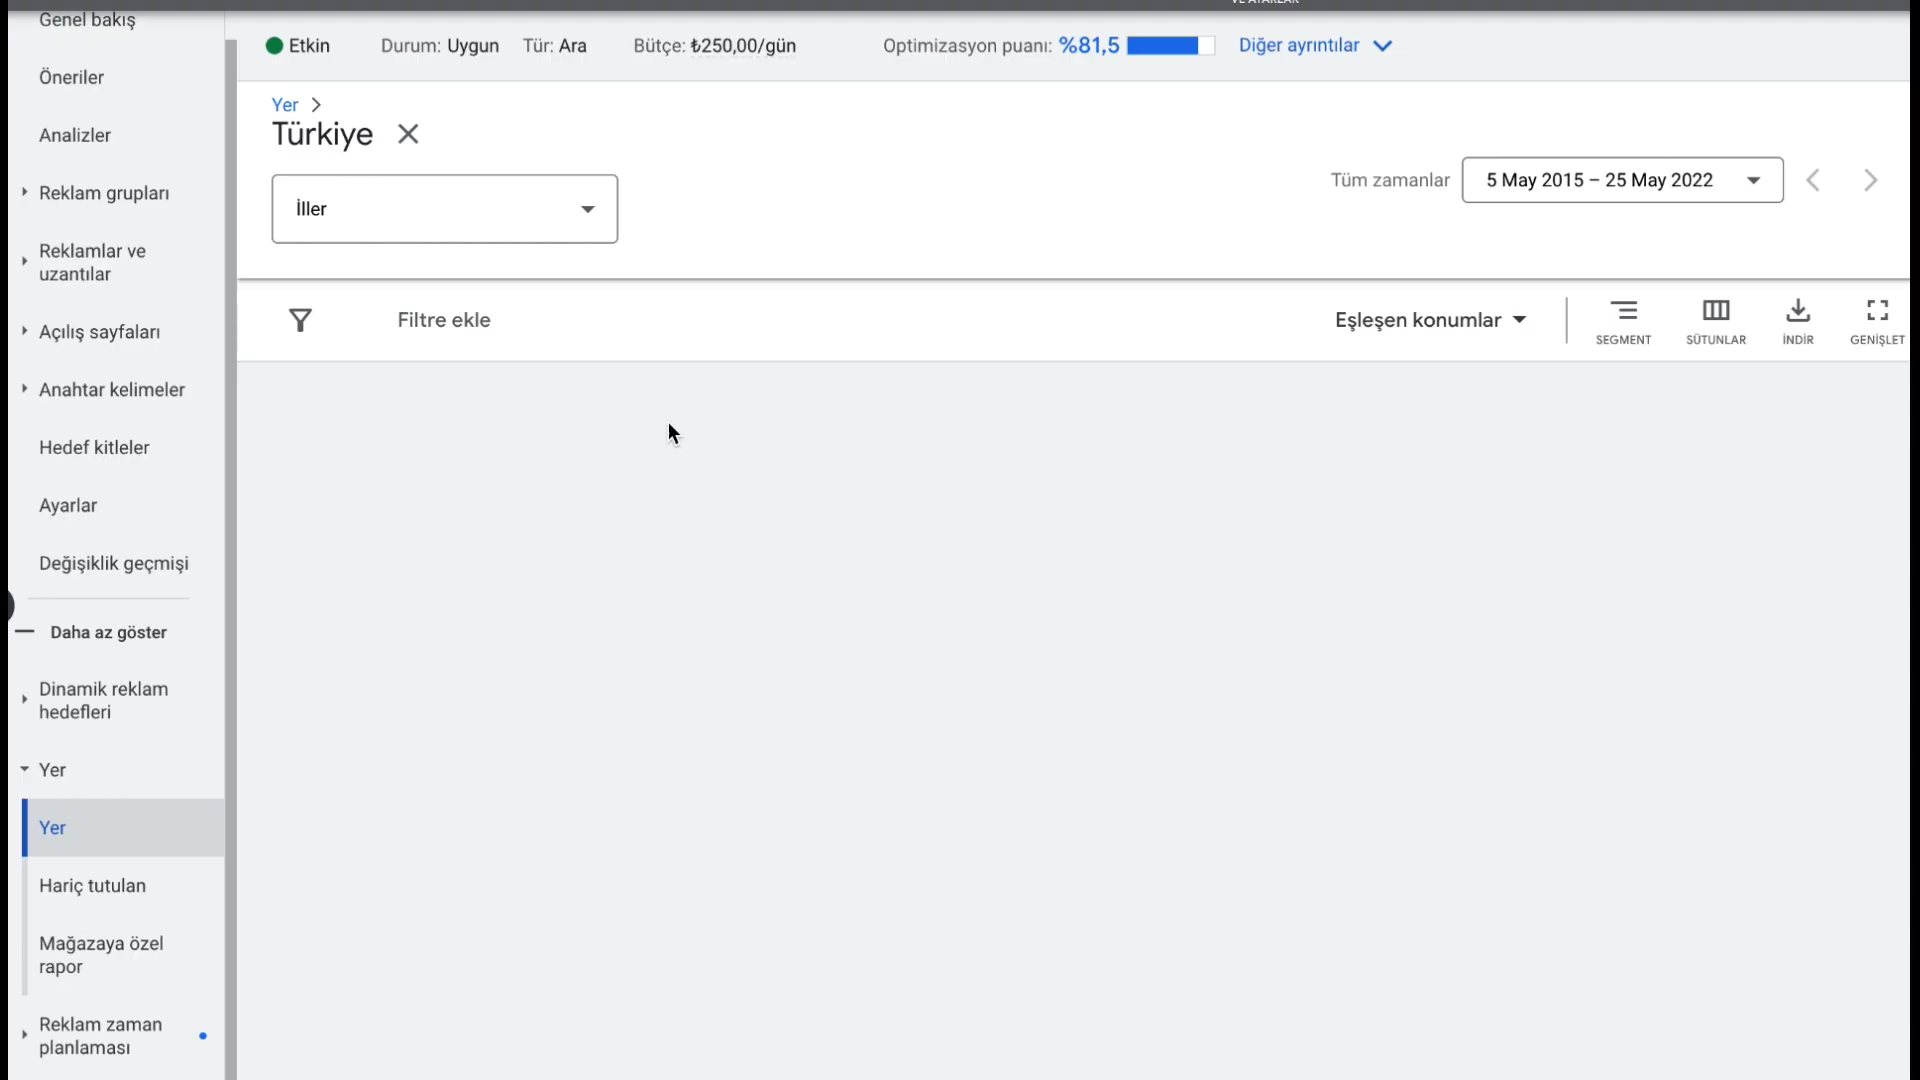 VE AYARLAR
Genel bakış
Öneriler
Analizler
Reklam grupları
Reklamlar ve
uzantılar
Açılış sayfaları
Anahtar kelimeler
Hedef kitleler
Ayarlar
Değişiklik geçmişi
Daha az göster
Dinamik reklam
hedefleri
Yer
Yer
Hariç tutulan
Mağazaya özel
rapor
Reklam zaman
planlaması
Etkin Durum: Uygun Tür: Ara Bütçe: ₺250,00/gün Optimizasyon puanı: %81,5 Diğer ayrıntılar
Yer
Türkiye
İller
Tüm zamanlar 5 May 2015 – 25 May 2022
Filtre ekle Eşleşen konumlar
SEGMENT SÜTUNLAR İNDİR GENİŞLET